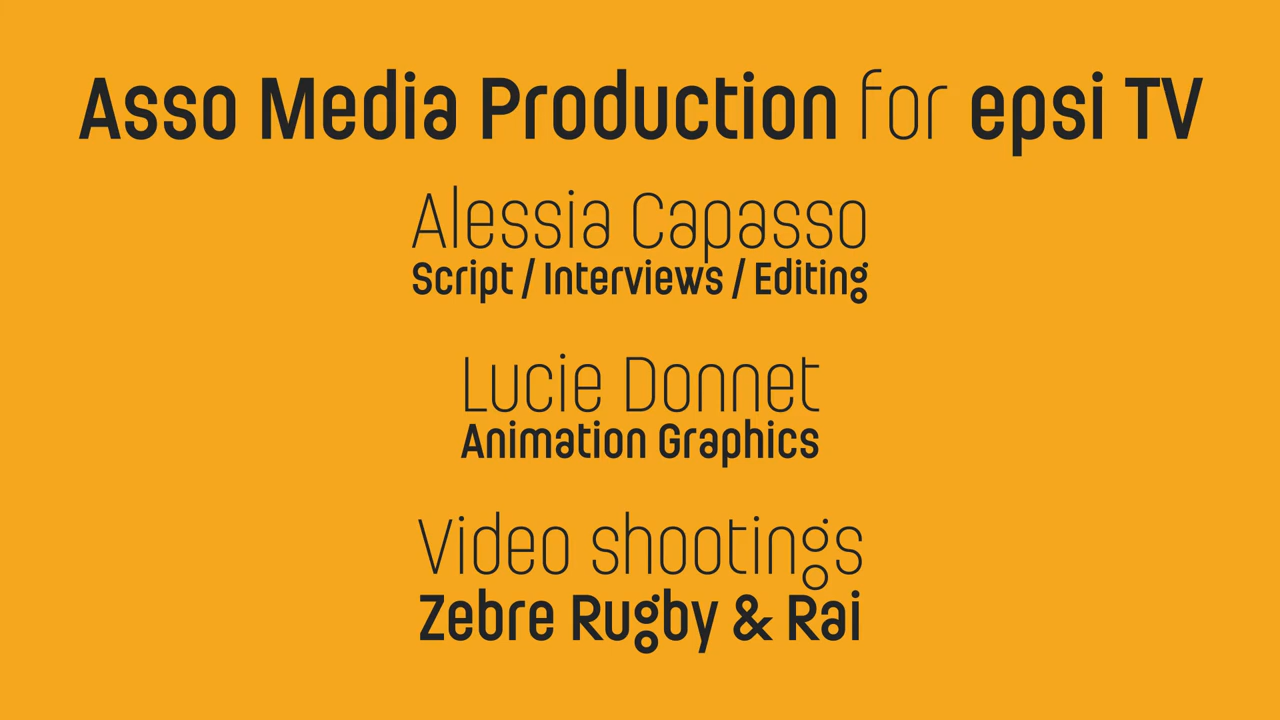 Asso Media Production for epsi TV
Alessia Capasso
Script / Interviews / Editing
Lucie Donnet
Animation Graphics
Video shootings
Zebre Rugby & Rai